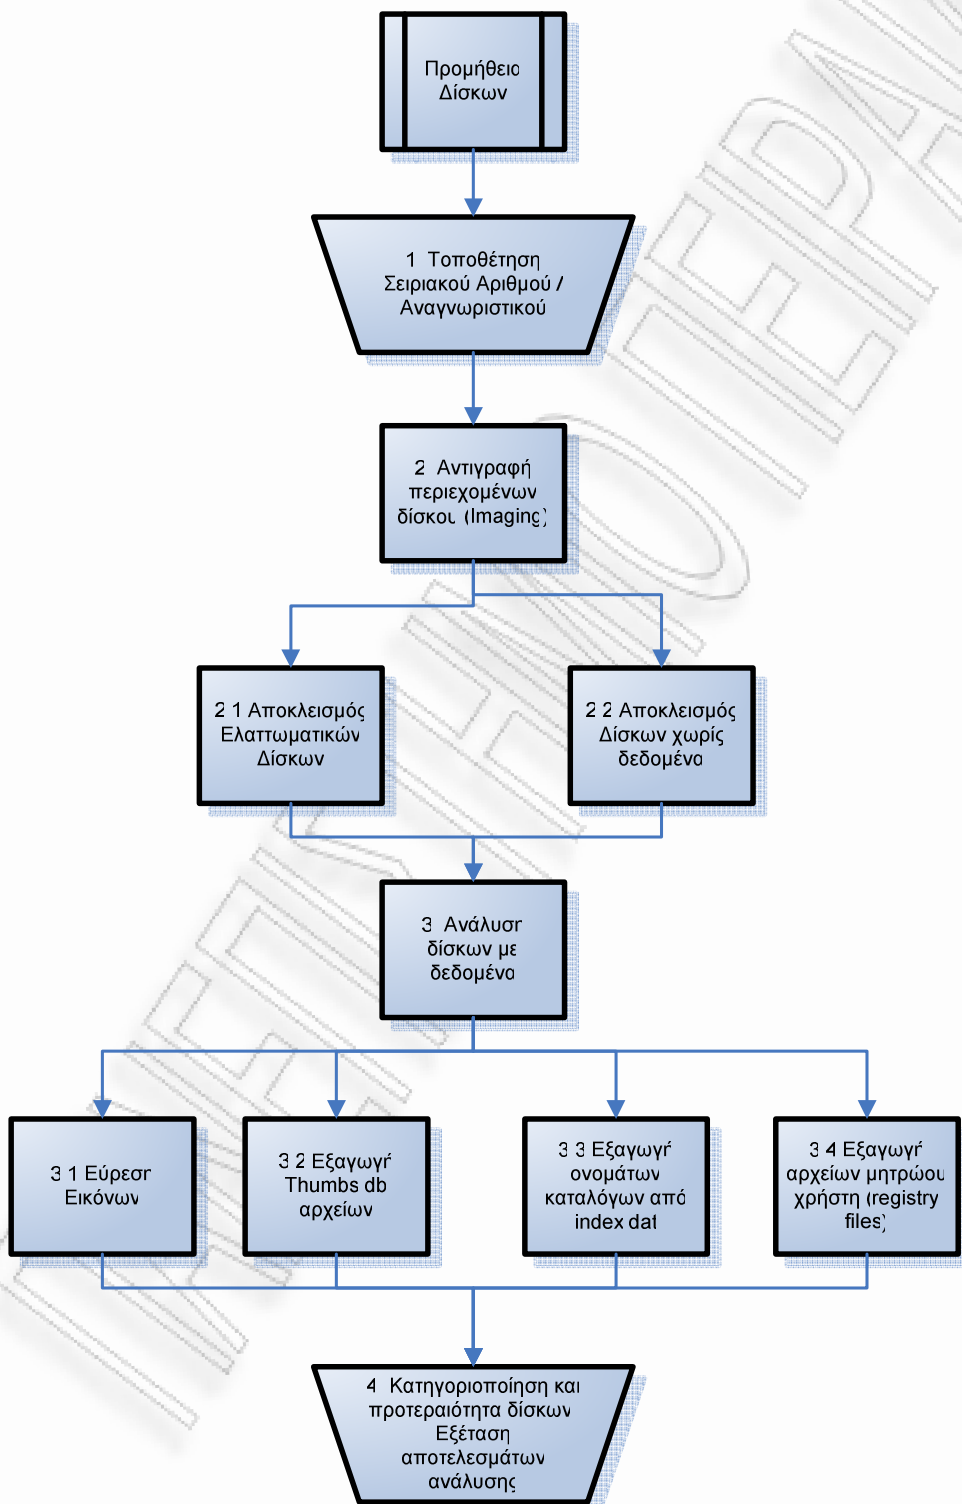 Προμήθεια
Δίσκων
1 Τοποθέτηση
Σειριακού Αριθμού /
Αναγνωριστικού
2 Αντιγραφή
περιεχομένων
δίσκου (Imaging)
2 1 Αποκλεισμός
Ελαττωματικών
Δίσκων
2 2 Αποκλεισμός
Δίσκων χωρίς
δεδομένα
3 Ανάλυση
δίσκων με
δεδομένα
3 1 Εύρεση
Εικόνων
3 2 Εξαγωγή
Thumbs db
αρχείων
3 3 Εξαγωγή
ονομάτων
καταλόγων από
index dat
3 4 Εξαγωγή
αρχείων μητρώου
χρήστη (registry
files)
4 Κατηγοριοποίηση και
προτεραιότητα δίσκων
Εξέταση
αποτελεσμάτων
ανάλυσης